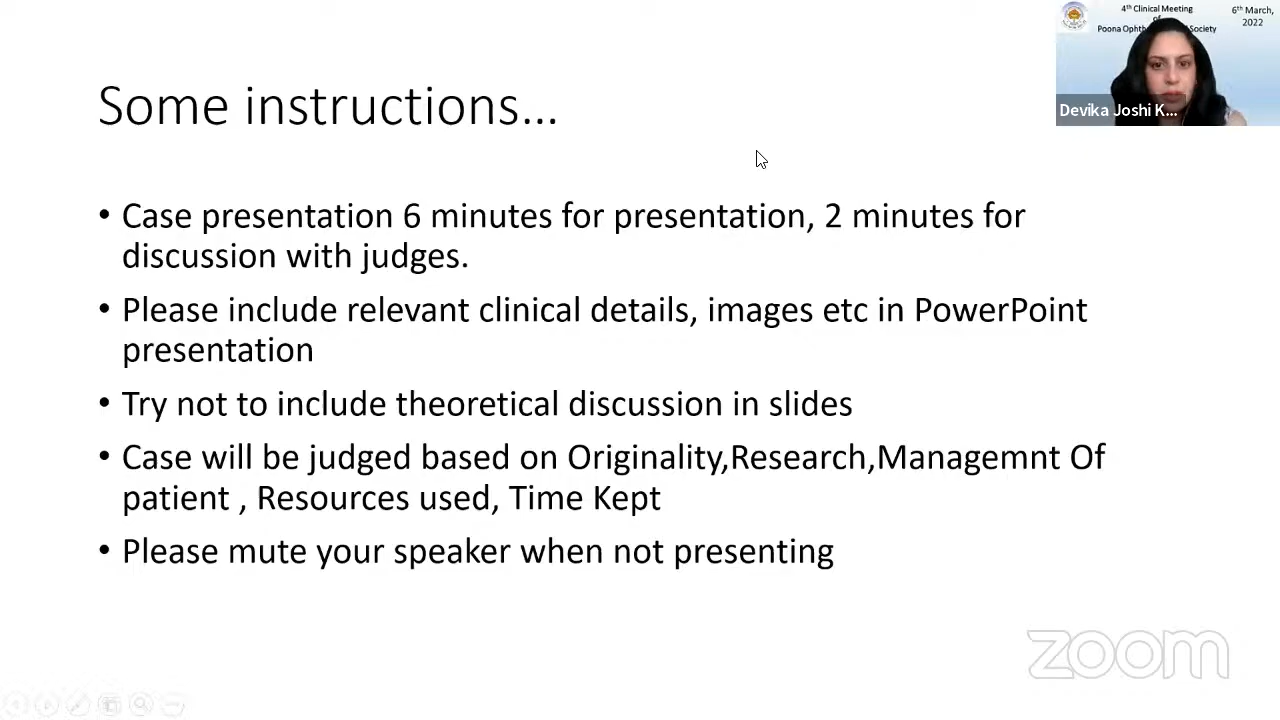 4th Clinical Meeting
6th March,
2022
Poona Society
Devika Joshi K...
Some instructions...
• Case presentation 6 minutes for presentation, 2 minutes for
discussion with judges.
• Please include relevant clinical details, images etc in PowerPoint
presentation
• Try not to include theoretical discussion in slides
• Case will be judged based on Originality,Research,Managemnt Of
patient , Resources used, Time Kept
• Please mute your speaker when not presenting
zoom